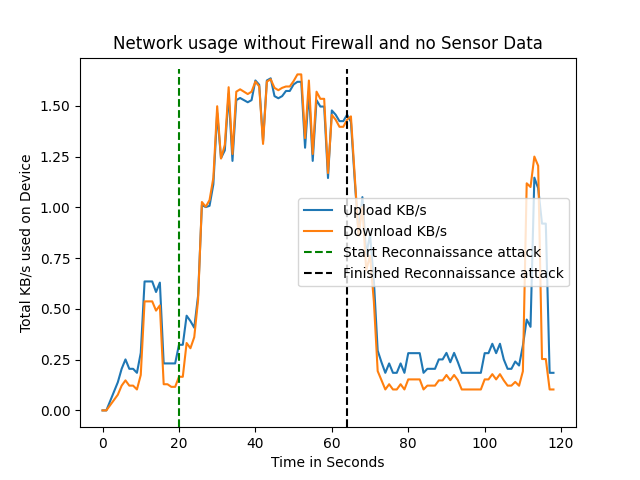 Network usage without Firewall and no Sensor Data
Total KB/s used on Device
1.50
1.25
1.00
0.75
0.50
0.25
0.00
Upload KB/s
Download KB/s
Start Reconnaissance attack
Finished Reconnaissance attack
0 20 40 60 80 100 120
Time in Seconds